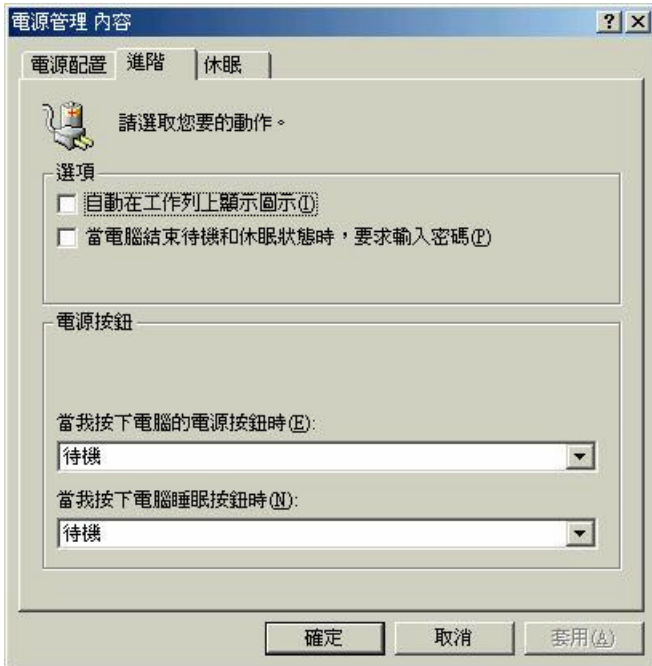 電源管理 內容
電源配置 進階 休眠
請選取您要的動作。
選項
自動在工作列上顯示圖示(I)
當電腦結束待機和休眠狀態時，要求輸入密碼(P)
電源按鈕
當我按下電腦的電源按鈕時(E):
待機
當我按下電腦睡眠按鈕時(N):
待機
確定 取消 套用(A)